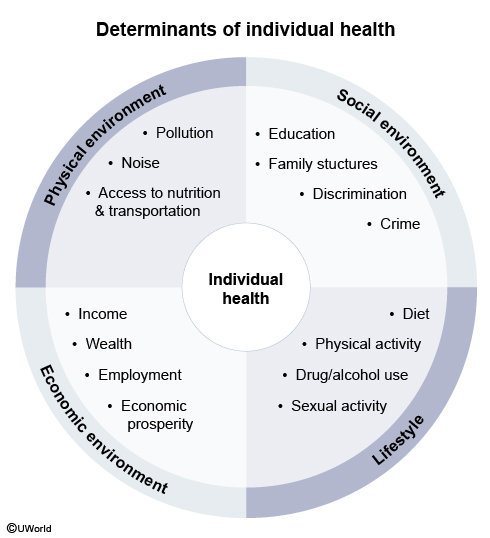 Determinants of individual health
Physical environment
• Pollution
• Noise
• Access to nutrition
& transportation
Social environment
• Education
• Family stuctures
• Discrimination
• Crime
Individual
health
• Income
• Wealth
• Employment
• Economic
prosperity
Economic environment
• Diet
• Physical activity
• Drug/alcohol use
• Sexual activity
Lifestyle
©UWorld